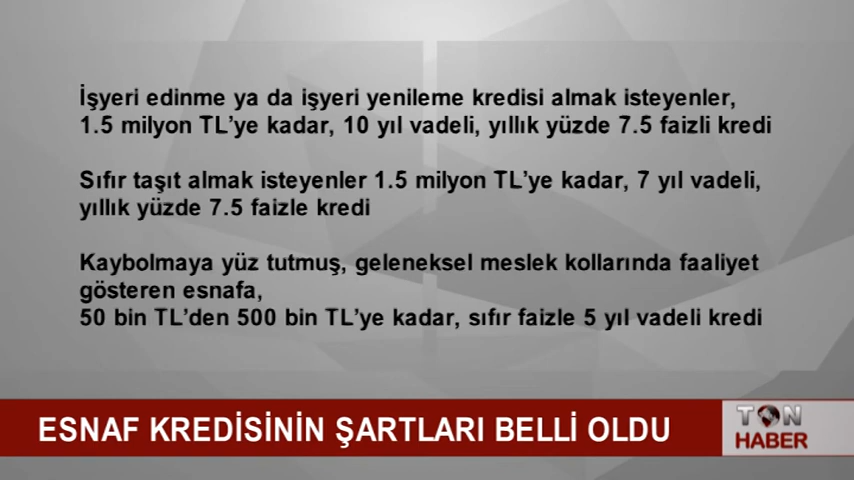 İşyeri edinme ya da işyeri yenileme kredisi almak isteyenler,
1.5 milyon TL'ye kadar, 10 yıl vadeli, yıllık yüzde 7.5 faizli kredi
Sıfır taşıt almak isteyenler 1.5 milyon TL'ye kadar, 7 yıl vadeli,
yıllık yüzde 7.5 faizle kredi
Kaybolmaya yüz tutmuş, geleneksel meslek kollarında faaliyet
gösteren esnafa,
50 bin TL'den 500 bin TL'ye kadar, sıfır faizle 5 yıl vadeli kredi
ESNAF KREDİSİNİN ŞARTLARI BELLİ OLDU
TON
HABER